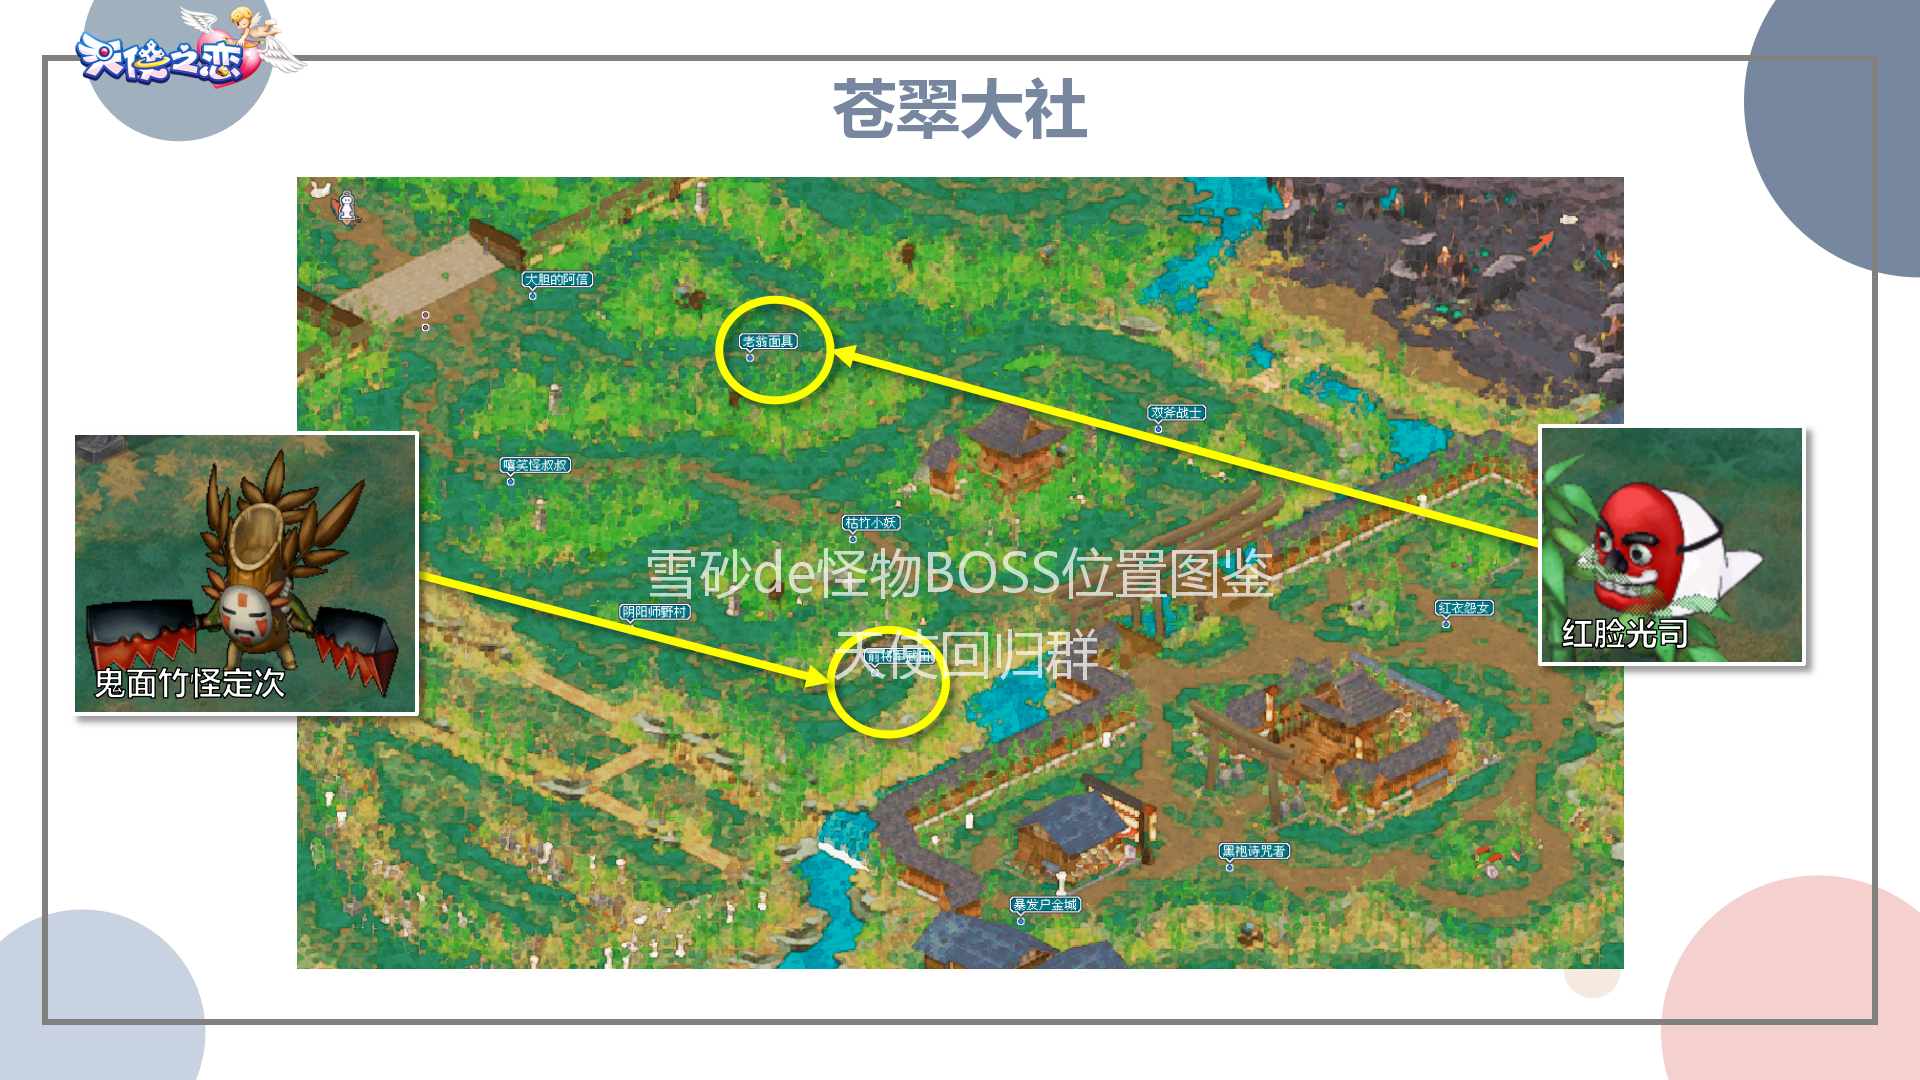 天使之恋
苍翠大社
大胆的阿信
老翁面具
双斧战士
嘻笑怪叔叔
枯竹小妖
雪砂de怪物BOSS位置图鉴
阴阳师野村
红衣怨女
红脸光司
天使回归群
鬼面竹怪定次
黑袍诗咒者
暴发户金城